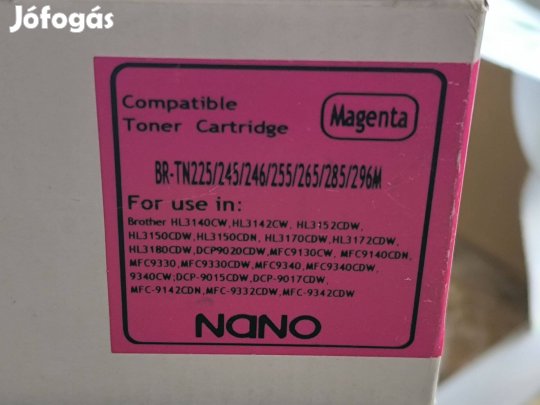 Jófogás
Compatible
Toner Cartridge
Magenta
BR-TN225/245/246/255/265/285/296M
For use in:
Brother HL3140CW,HL3142CW, HL3152CDW,
HL3150CDW,HL3150CDN, HL3170CDW,HL3172CDW,
HL3180CDW,DCP9020CDW,MFC9130CW, MFC9140CDN,
MFC9330,MFC9330CDW,MFC9340,MFC9340CDW,
9340CW;DCP-9015CDW,DCP-9017CDW,
MFC-9142CDN,MFC-9332CDW,MFC-9342CDW
NANO